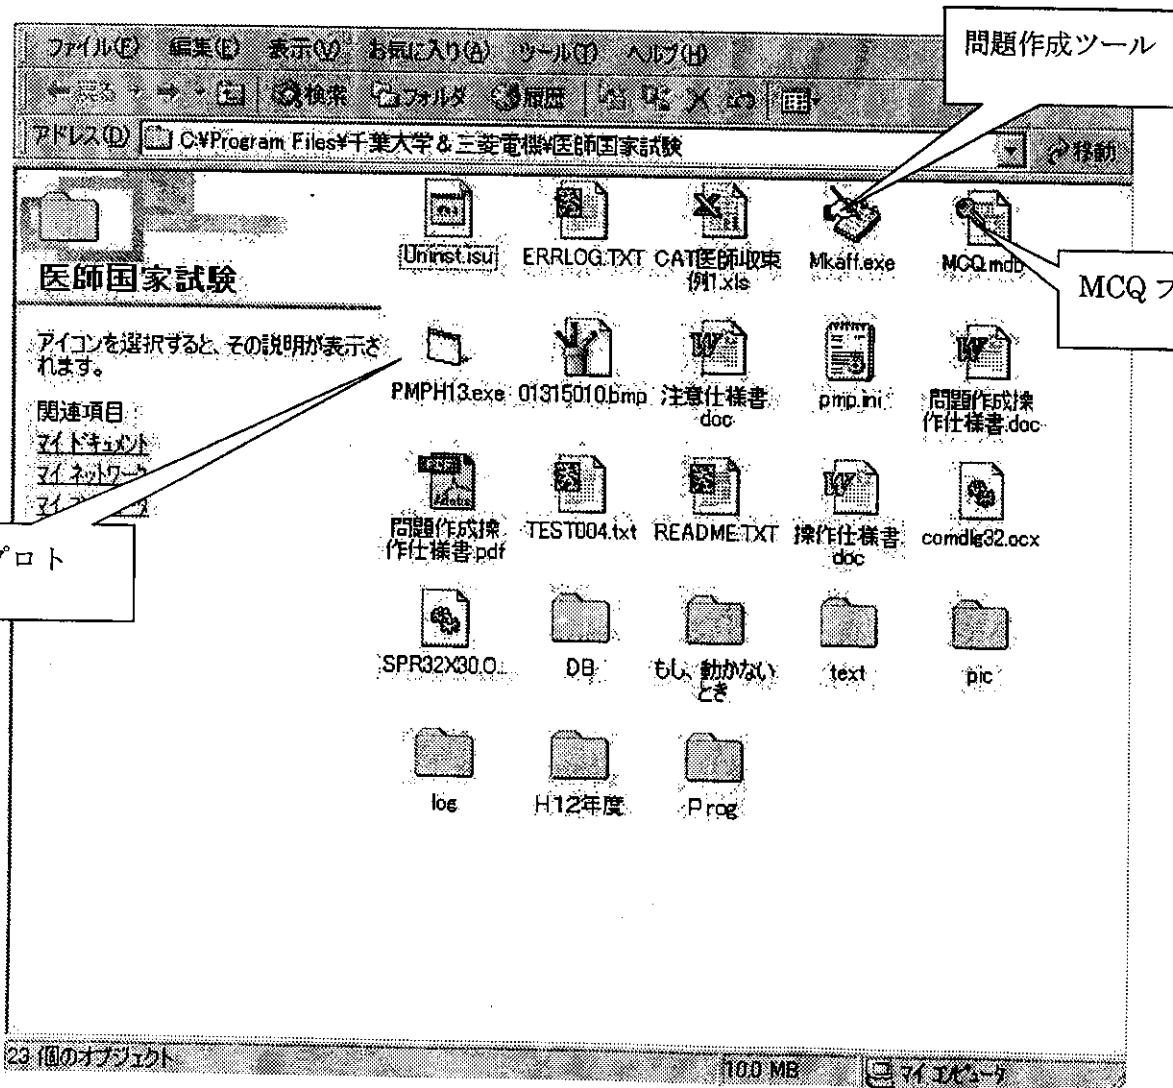 問題作成ツール
ファイル(F) 編集(E) 表示(V) お気に入り(A) ツール(T) ヘルプ(H)
戻る 検索 フォルダ 履歴
アドレス(D) C:¥Program Files¥千葉大学&三菱電機¥医師国家試験 移動
医師国家試験
アイコンを選択すると、その説明が表示さ
れます。
関連項目:
マイ ドキュメント
マイ ネットワーク
Uninst.isu ERRLOG.TXT CAT医師収束 Mkaff.exe MCQ.mdb
例1.xls
MCQ フ
PMPH13.exe 01315010.bmp 注意仕様書. pmp.ini 問題作成操
doc 作仕様書.doc
問題作成操 TEST004.txt README.TXT 操作仕様書. comdlg32.ocx
作仕様書.pdf doc
プロト
SPR32X30.O... DB もし、動かない text pic
とき
log H12年度 Prog
23 個のオブジェクト 10.0 MB マイ コンピュータ